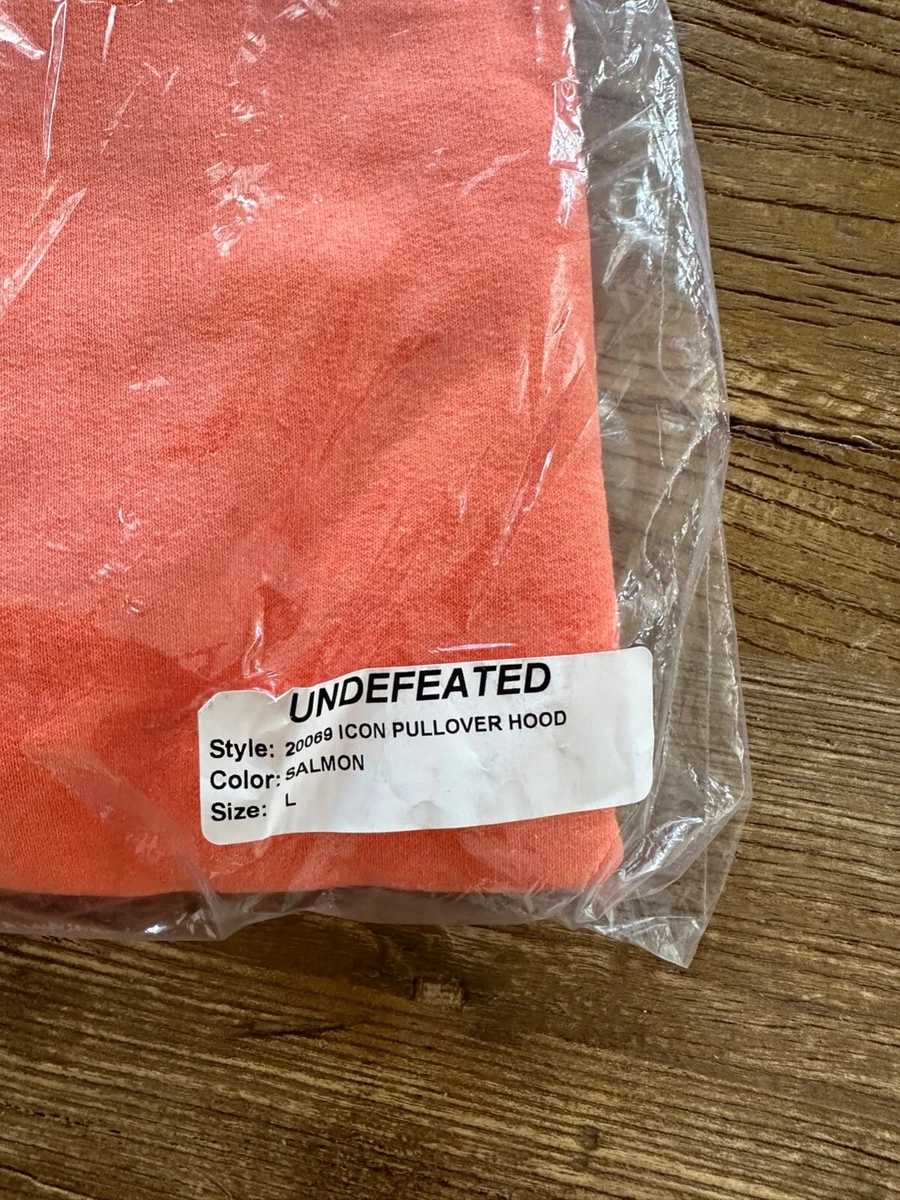 UNDEFEATED
Style: 20069 ICON PULLOVER HOOD
Color: SALMON
Size: L